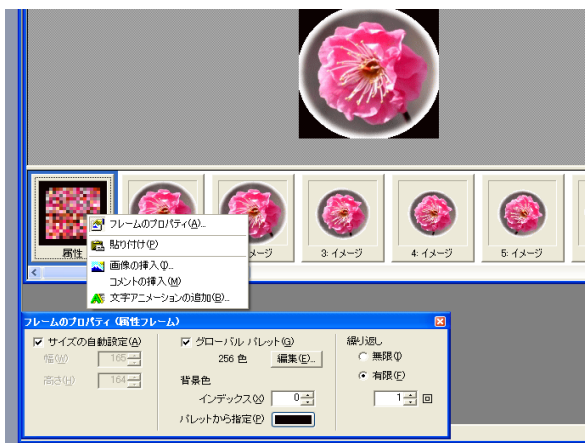 属性
イメージ
3: イメージ
4: イメージ
5: イメージ
フレームのプロパティ(A)...
貼り付け(P)
画像の挿入(I)...
コメントの挿入(M)
文字アニメーションの追加(B)...
フレームのプロパティ (属性フレーム)
サイズの自動設定(A)
幅(W) 165
高さ(H) 164
グローバル パレット(G)
256 色 編集(E)...
背景色
インデックス(X) 0
パレットから指定(P)
繰り返し
無限(I)
有限(F)
1 回